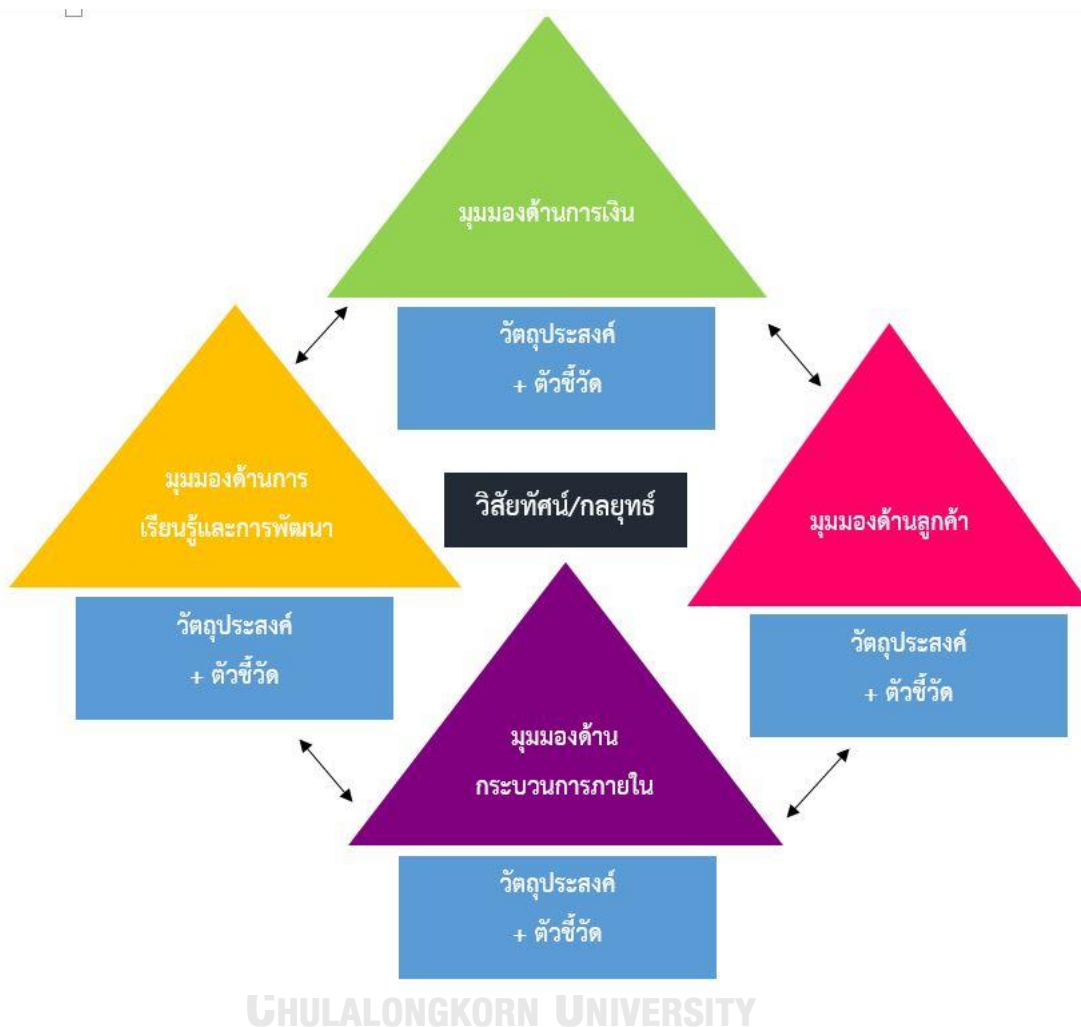 มุมมองด้านการเงิน
วัตถุประสงค์
+ ตัวชี้วัด
มุมมองด้านการ
เรียนรู้และการพัฒนา
วัตถุประสงค์
+ ตัวชี้วัด
วิสัยทัศน์/กลยุทธ์
มุมมองด้านลูกค้า
วัตถุประสงค์
+ ตัวชี้วัด
มุมมองด้าน
กระบวนการภายใน
วัตถุประสงค์
+ ตัวชี้วัด
CHULALONGKORN UNIVERSITY